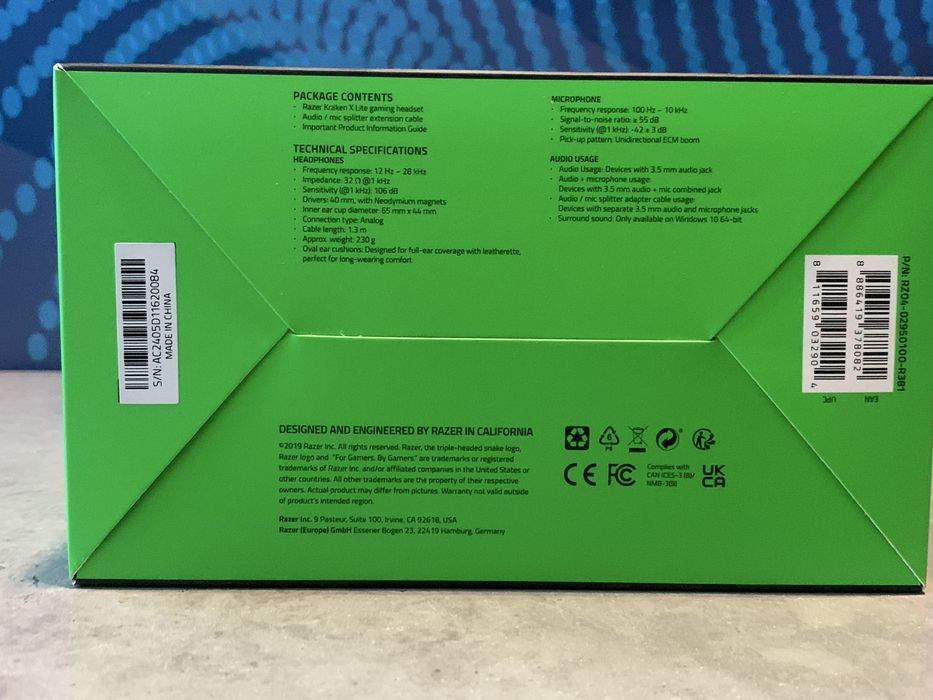 PACKAGE CONTENTS
· Razer Kraken X Lite gaming headset
· Audio / mic splitter extension cable
· Important Product Information Guide
TECHNICAL SPECIFICATIONS
HEADPHONES
· Frequency response: 12 Hz – 28 kHz
· Impedance: 32 Ω @1 kHz
· Sensitivity (@1 kHz): 106 dB
· Drivers: 40 mm, with Neodymium magnets
· Inner ear cup diameter: 65 mm x 44 mm
· Connection type: Analog
· Cable length: 1.3 m
· Approx. weight: 230 g
· Oval ear cushions: Designed for full-ear coverage with leatherette,
perfect for long-wearing comfort
MICROPHONE
· Frequency response: 100 Hz – 10 kHz
· Signal-to-noise ratio: ≥ 55 dB
· Sensitivity (@1 kHz): -42 ± 3 dB
· Pick-up pattern: Unidirectional ECM boom
AUDIO USAGE
· Audio Usage: Devices with 3.5 mm audio jack
· Audio + microphone usage:
Devices with 3.5 mm audio + mic combined jack
· Audio / mic splitter adapter cable usage:
Devices with separate 3.5 mm audio and microphone jacks
· Surround sound: Only available on Windows 10 64-bit
S/N: AC2405D11620084
MADE IN CHINA
P/N: RZ04-02950100-R381
8 886419 378082
EAN
8 11659 03290 4
UPC
DESIGNED AND ENGINEERED BY RAZER IN CALIFORNIA
©2019 Razer Inc. All rights reserved. Razer, the triple-headed snake logo,
Razer logo and "For Gamers. By Gamers." are trademarks or registered
trademarks of Razer Inc. and/or affiliated companies in the United States or
other countries. All other trademarks are the property of their respective
owners. Actual product may differ from pictures. Warranty not valid outside
of product's intended region.
Razer Inc. 9 Pasteur, Suite 100, Irvine, CA 92618, USA
Razer (Europe) GmbH Essener Bogen 23, 22419 Hamburg, Germany
CE FC
Complies with
CAN ICES-3 (B)/
NMB-3(B)
UK
CA